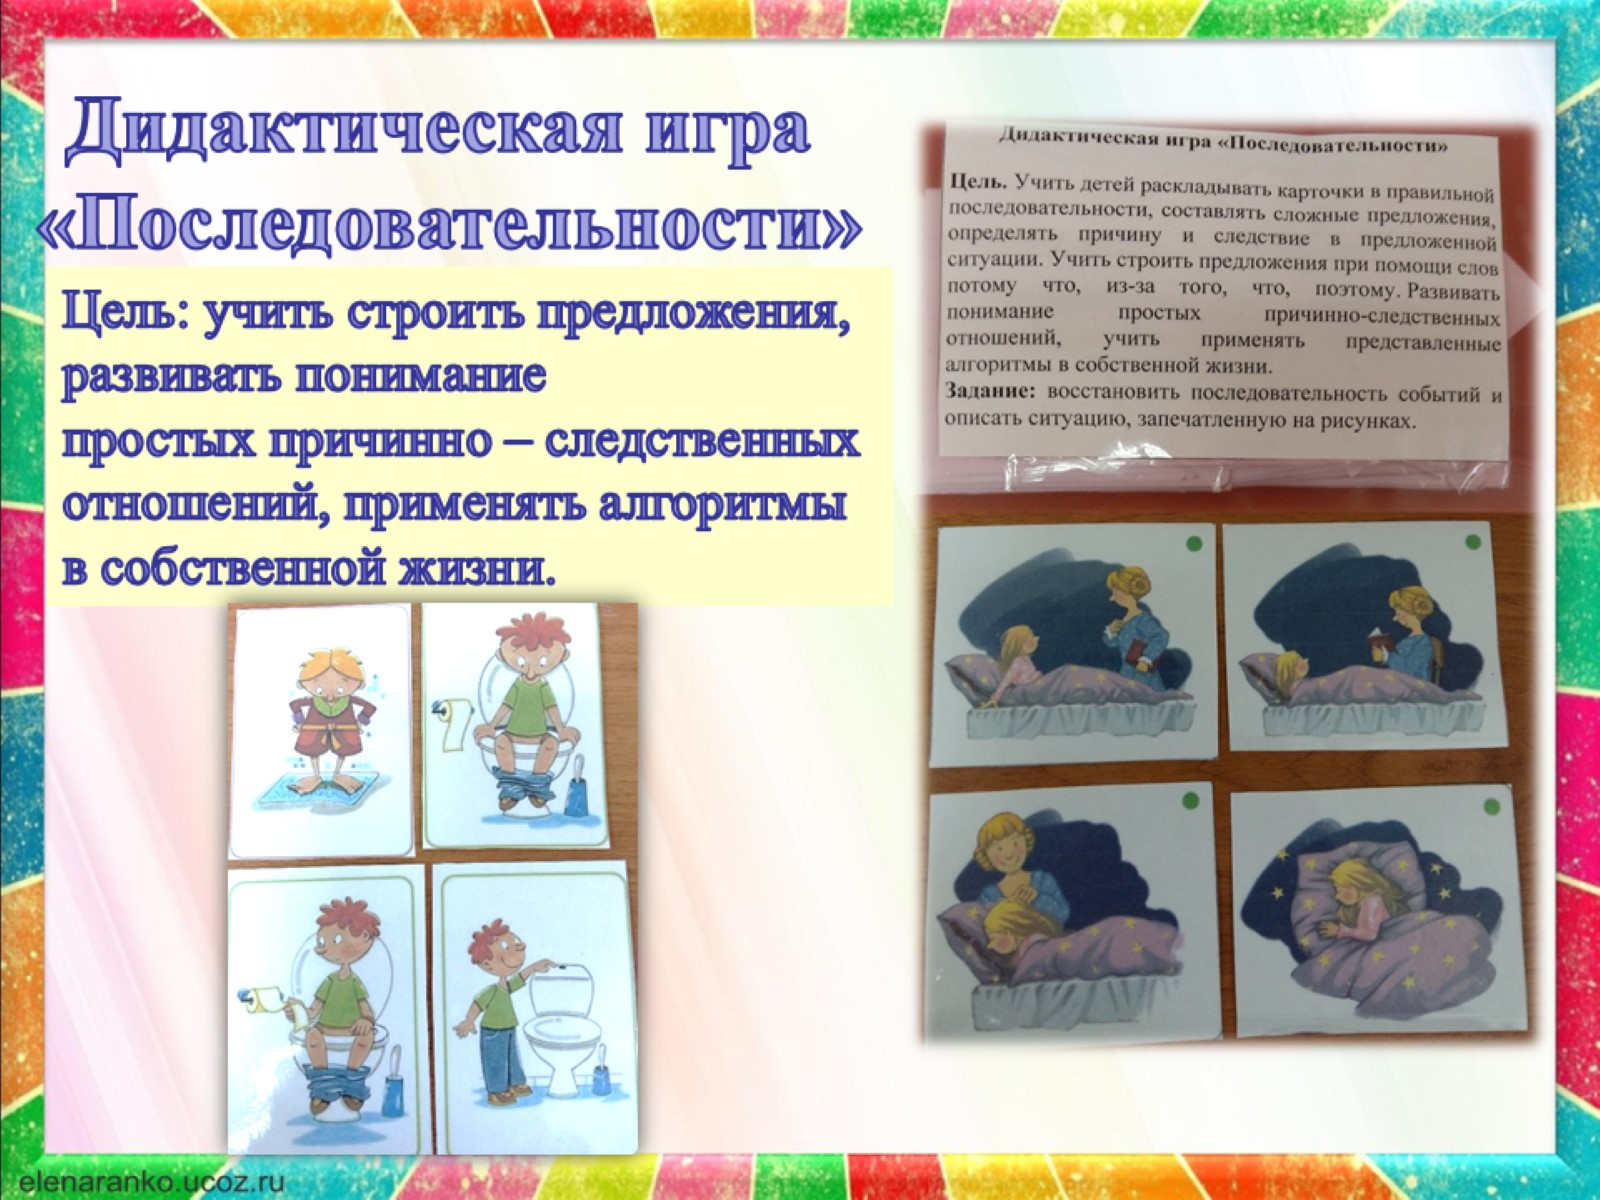 Дидактическая игра
«Последовательности»
Цель: учить строить предложения,
развивать понимание
простых причинно – следственных
отношений, применять алгоритмы
в собственной жизни.
Дидактическая игра «Последовательности»
Цель. Учить детей раскладывать карточки в правильной
последовательности, составлять сложные предложения,
определять причину и следствие в предложенной
ситуации. Учить строить предложения при помощи слов
потому что, из-за того, что, поэтому. Развивать
понимание простых причинно-следственных
отношений, учить применять представленные
алгоритмы в собственной жизни.
Задание: восстановить последовательность событий и
описать ситуацию, запечатленную на рисунках.
elenaranko.ucoz.ru